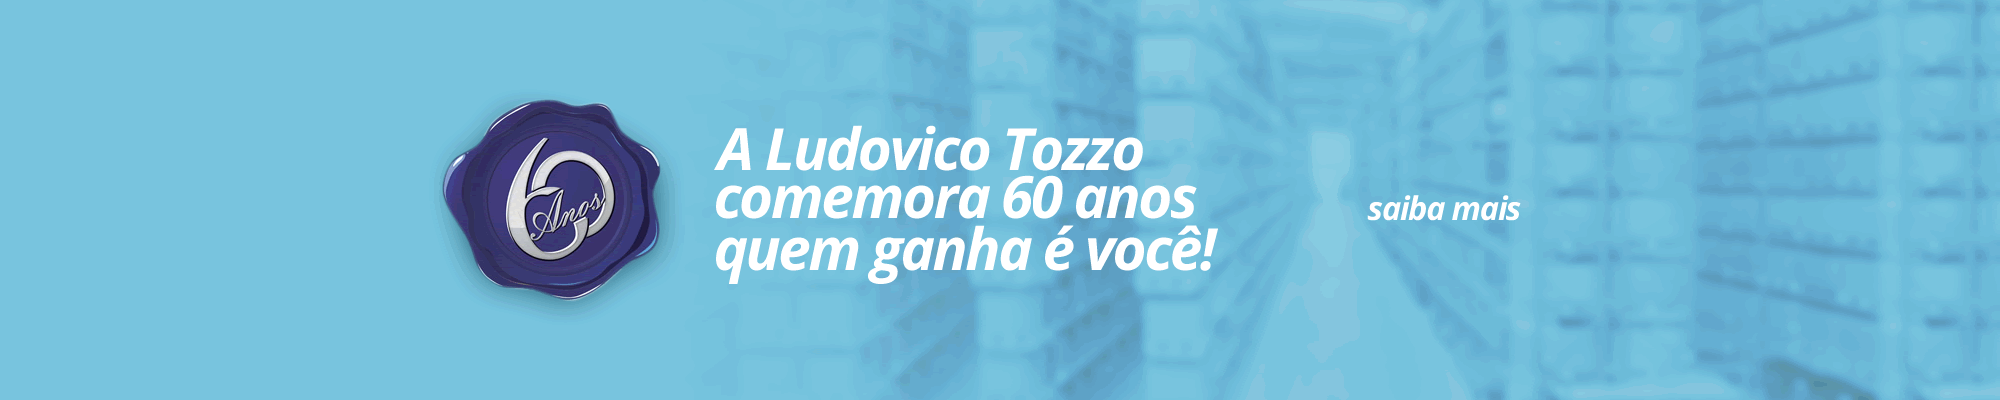 60
Anos
A Ludovico Tozzo
comemora 60 anos
quem ganha é você!
saiba mais